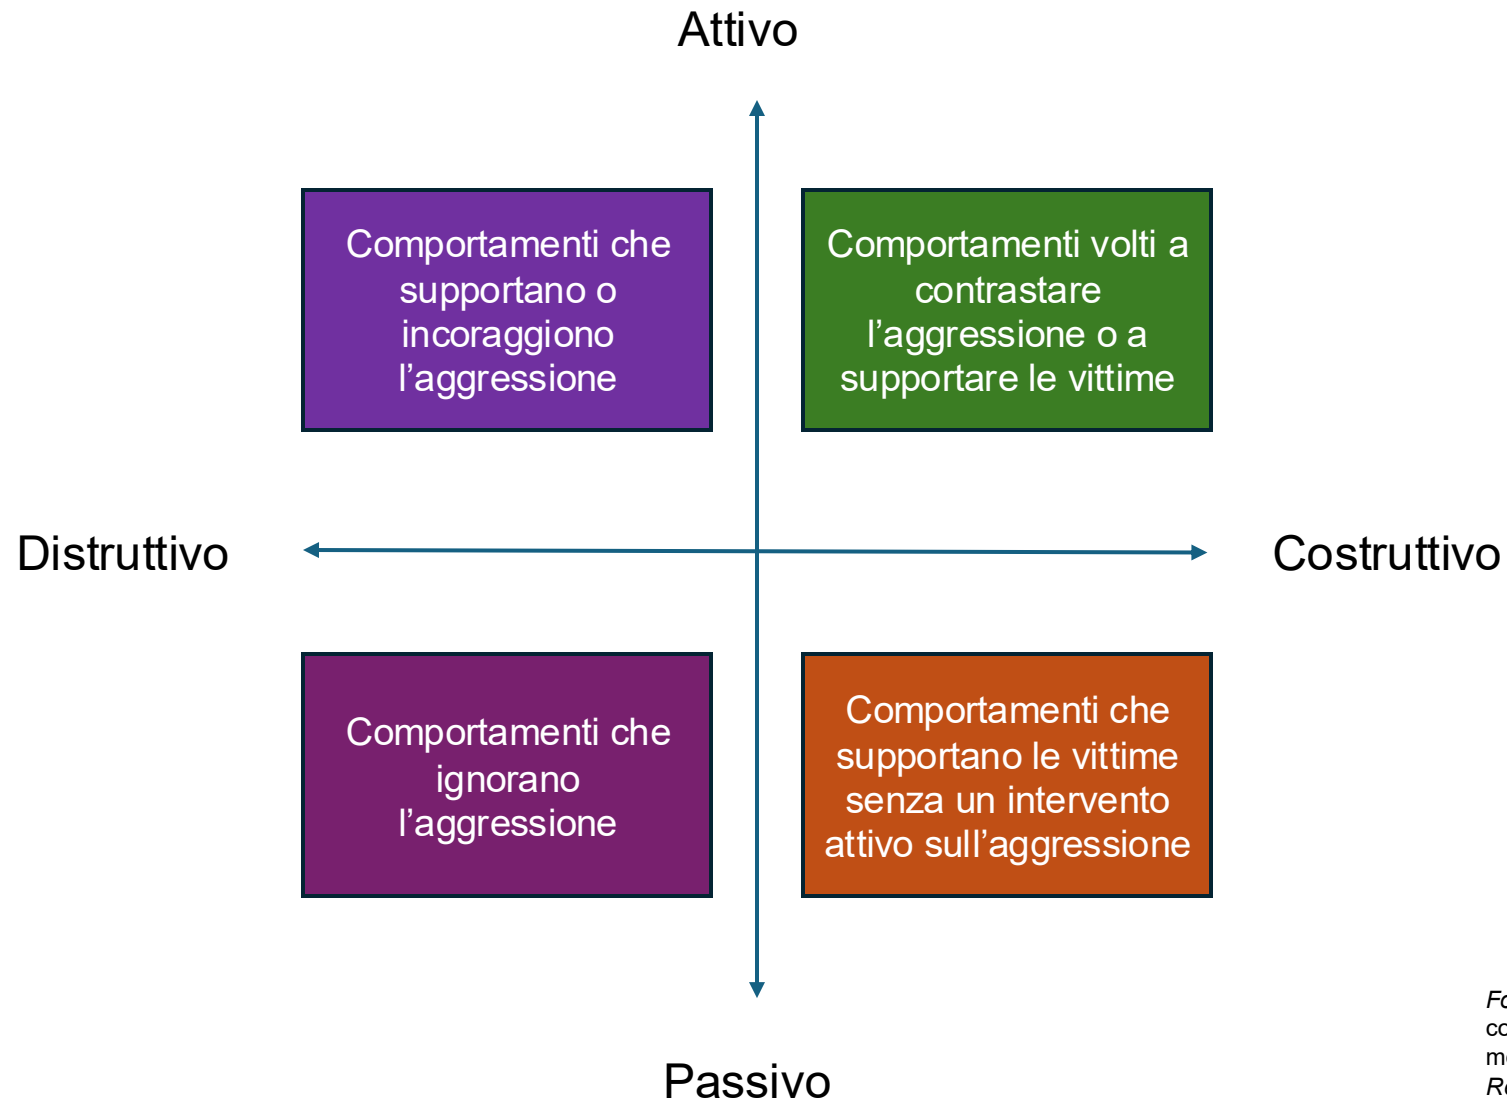 Attivo
Comportamenti che
supportano o
incoraggiono
l’aggressione
Comportamenti volti a
contrastare
l’aggressione o a
supportare le vittime
Distruttivo
Costruttivo
Comportamenti che
ignorano
l’aggressione
Comportamenti che
supportano le vittime
senza un intervento
attivo sull’aggressione
Passivo